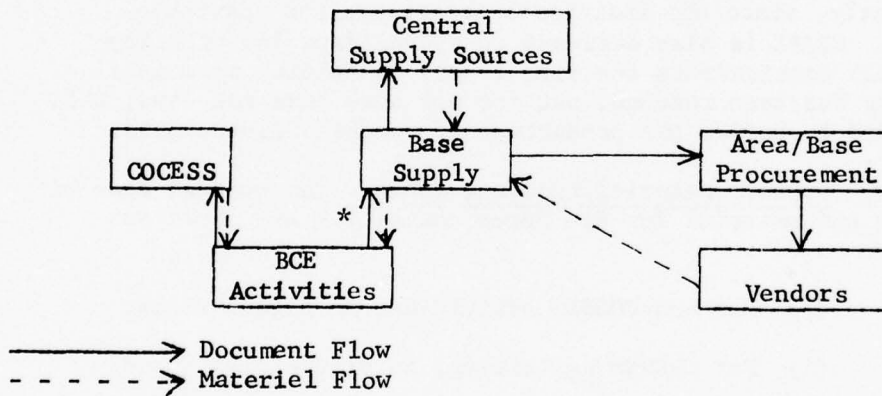 Central
Supply Sources
COCESS
Base
Supply
Area/Base
Procurement
*
BCE
Activities
Vendors
Document Flow
Materiel Flow